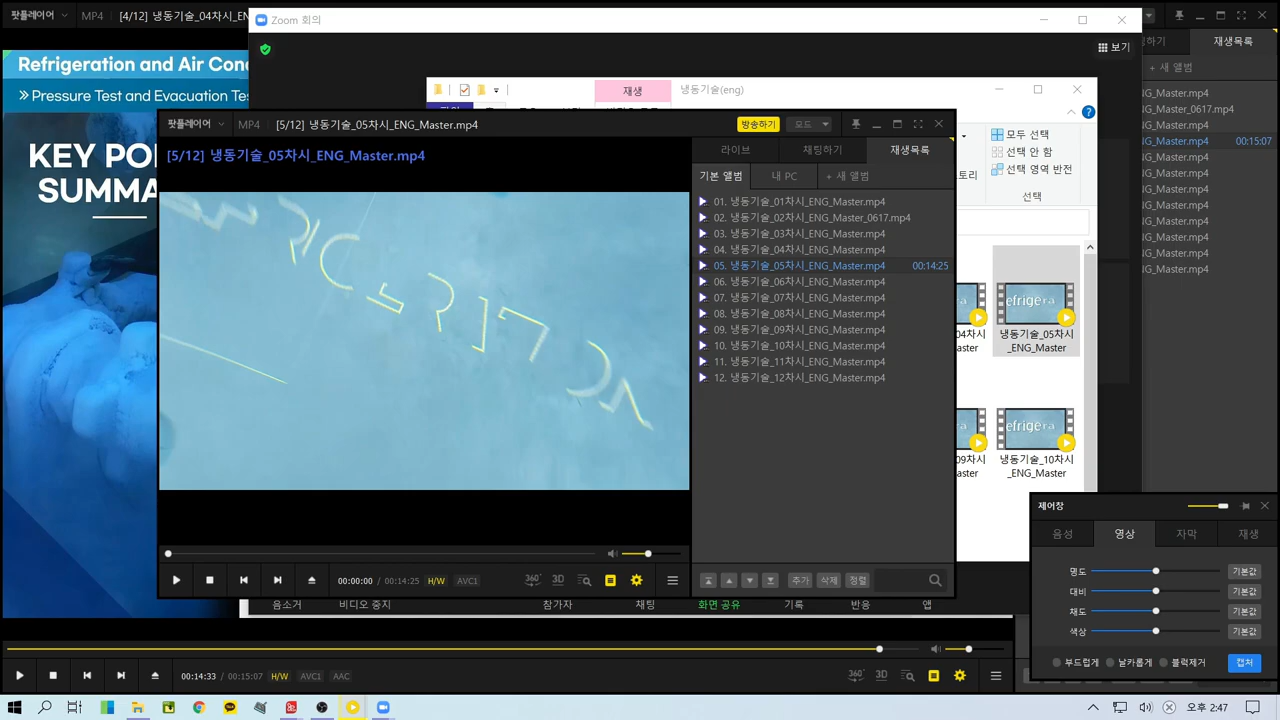 팟플레이어
MP4
[4/12] 냉동기술_04차시_EN
Zoom 회의
보기
Refrigeration and Air Con
Pressure Test and Evacuation Te
KEY PO
SUMMA
재생
냉동기술(eng)
모두 선택
선택 안 함
선택 영역 반전
선택
토리
재생목록
+ 새 앨범
NG_Master.mp4
NG_Master_0617.mp4
NG_Master.mp4
NG_Master.mp4 00:15:07
NG_Master.mp4
NG_Master.mp4
NG_Master.mp4
NG_Master.mp4
NG_Master.mp4
NG_Master.mp4
NG_Master.mp4
NG_Master.mp4
팟플레이어
MP4
[5/12] 냉동기술_05차시_ENG_Master.mp4
방송하기
모드
[5/12] 냉동기술_05차시_ENG_Master.mp4
라이브
채팅하기
재생목록
기본 앨범
내 PC
+ 새 앨범
01. 냉동기술_01차시_ENG_Master.mp4
02. 냉동기술_02차시_ENG_Master_0617.mp4
03. 냉동기술_03차시_ENG_Master.mp4
04. 냉동기술_04차시_ENG_Master.mp4
05. 냉동기술_05차시_ENG_Master.mp4 00:14:25
06. 냉동기술_06차시_ENG_Master.mp4
07. 냉동기술_07차시_ENG_Master.mp4
08. 냉동기술_08차시_ENG_Master.mp4
09. 냉동기술_09차시_ENG_Master.mp4
10. 냉동기술_10차시_ENG_Master.mp4
11. 냉동기술_11차시_ENG_Master.mp4
12. 냉동기술_12차시_ENG_Master.mp4
efrigera
04차시
aster
냉동기술_05차시
_ENG_Master
efrigera
09차시
aster
냉동기술_10차시
_ENG_Master
00:00:00 / 00:14:25 H/W AVC1
360° 3D
추가 삭제 정렬
음소거
비디오 중지
참가자
채팅
화면 공유
기록
반응
앱
제어창
음성
영상
자막
재생
명도 기본값
대비 기본값
채도 기본값
색상 기본값
부드럽게 날카롭게 블럭제거 캡처
00:14:33 / 00:15:07 H/W AVC1 AAC
360° 3D
오후 2:47